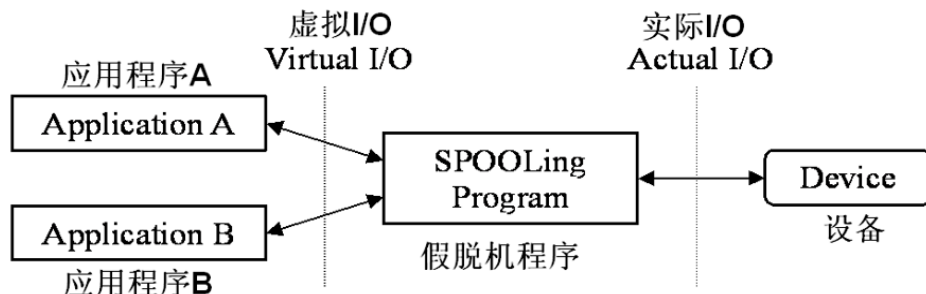 虚拟I/O
Virtual I/O
实际I/O
Actual I/O
应用程序A
Application A
SPOOLing
Program
Device
Application B
假脱机程序
设备
应用程序B